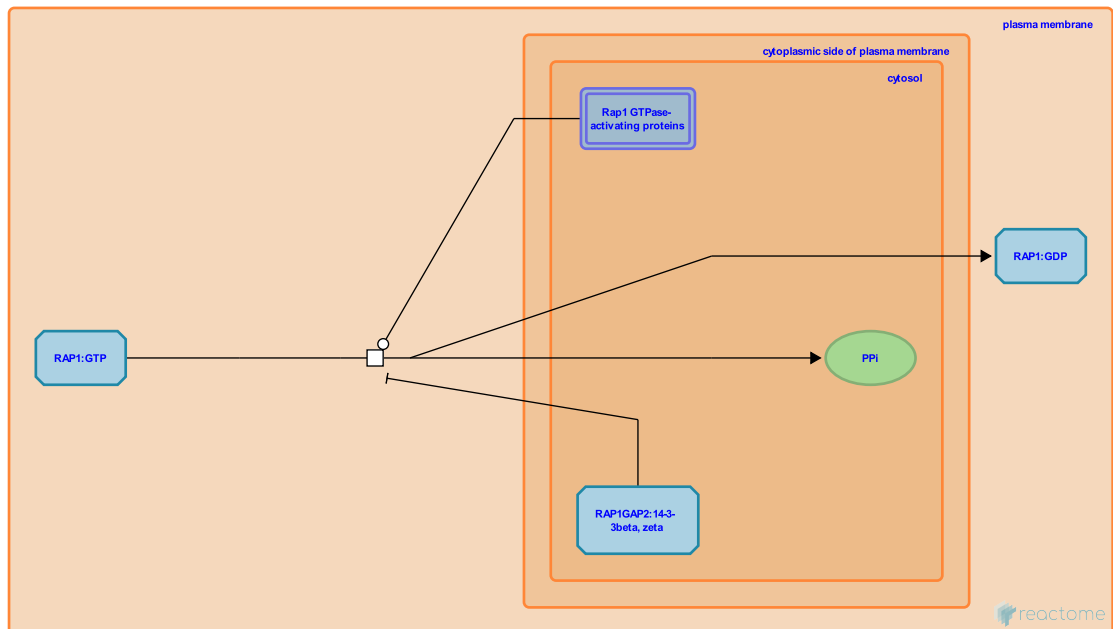 plasma membrane
cytoplasmic side of plasma membrane
cytosol
Rap1 GTPase-
activating proteins
RAP1:GDP
RAP1:GTP
PPi
RAP1GAP2:14-3-
3beta, zeta
reactome